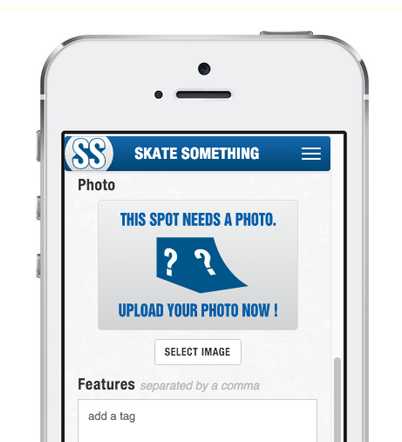 SS
SKATE SOMETHING
Photo
THIS SPOT NEEDS A PHOTO.
? ?
UPLOAD YOUR PHOTO NOW !
SELECT IMAGE
Features separated by a comma
add a tag